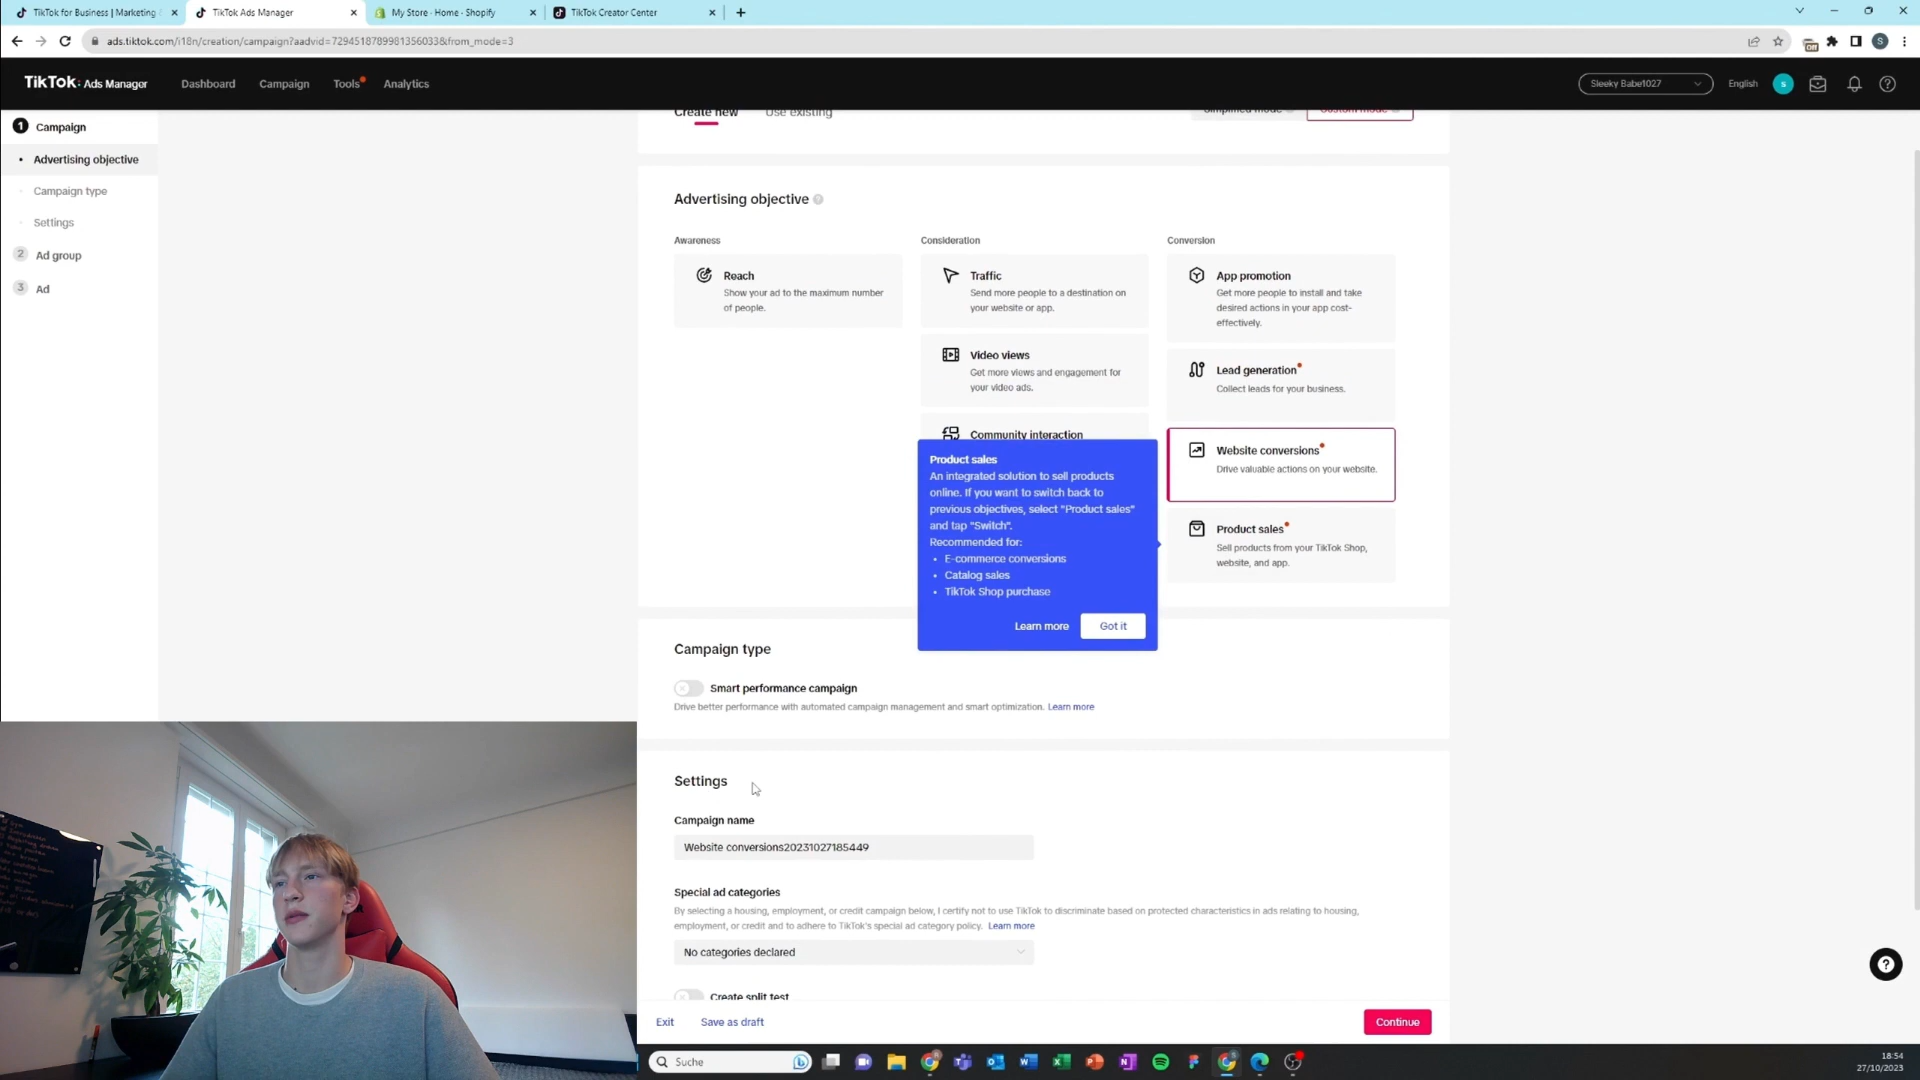 TikTok for Business | Marketing
TikTok Ads Manager
My Store · Home · Shopify
TikTok Creator Center
ads.tiktok.com/i18n/creation/campaign?aadvid=7294518789981356033&from_mode=3
Off
S
TikTok: Ads Manager
Dashboard
Campaign
Tools
Analytics
Sleeky Babe1027
English
s
1 Campaign
Advertising objective
Campaign type
Settings
2 Ad group
3 Ad
Create new
Use existing
Simplified mode
Custom mode
Advertising objective
Awareness
Consideration
Conversion
Reach
Show your ad to the maximum number
of people.
Traffic
Send more people to a destination on
your website or app.
Video views
Get more views and engagement for
your video ads.
Community interaction
App promotion
Get more people to install and take
desired actions in your app cost-
effectively.
Lead generation
Collect leads for your business.
Website conversions
Drive valuable actions on your website.
Product sales
Sell products from your TikTok Shop,
website, and app.
Product sales
An integrated solution to sell products
online. If you want to switch back to
previous objectives, select "Product sales"
and tap "Switch".
Recommended for:
• E-commerce conversions
• Catalog sales
• TikTok Shop purchase
Learn more
Got it
Campaign type
Smart performance campaign
Drive better performance with automated campaign management and smart optimization. Learn more
Settings
Campaign name
Website conversions20231027185449
Special ad categories
By selecting a housing, employment, or credit campaign below, I certify not to use TikTok to discriminate based on protected characteristics in ads relating to housing,
employment, or credit and to adhere to TikTok's special ad category policy. Learn more
No categories declared
Create split test
Exit
Save as draft
Continue
Suche
18:54
27/10/2023